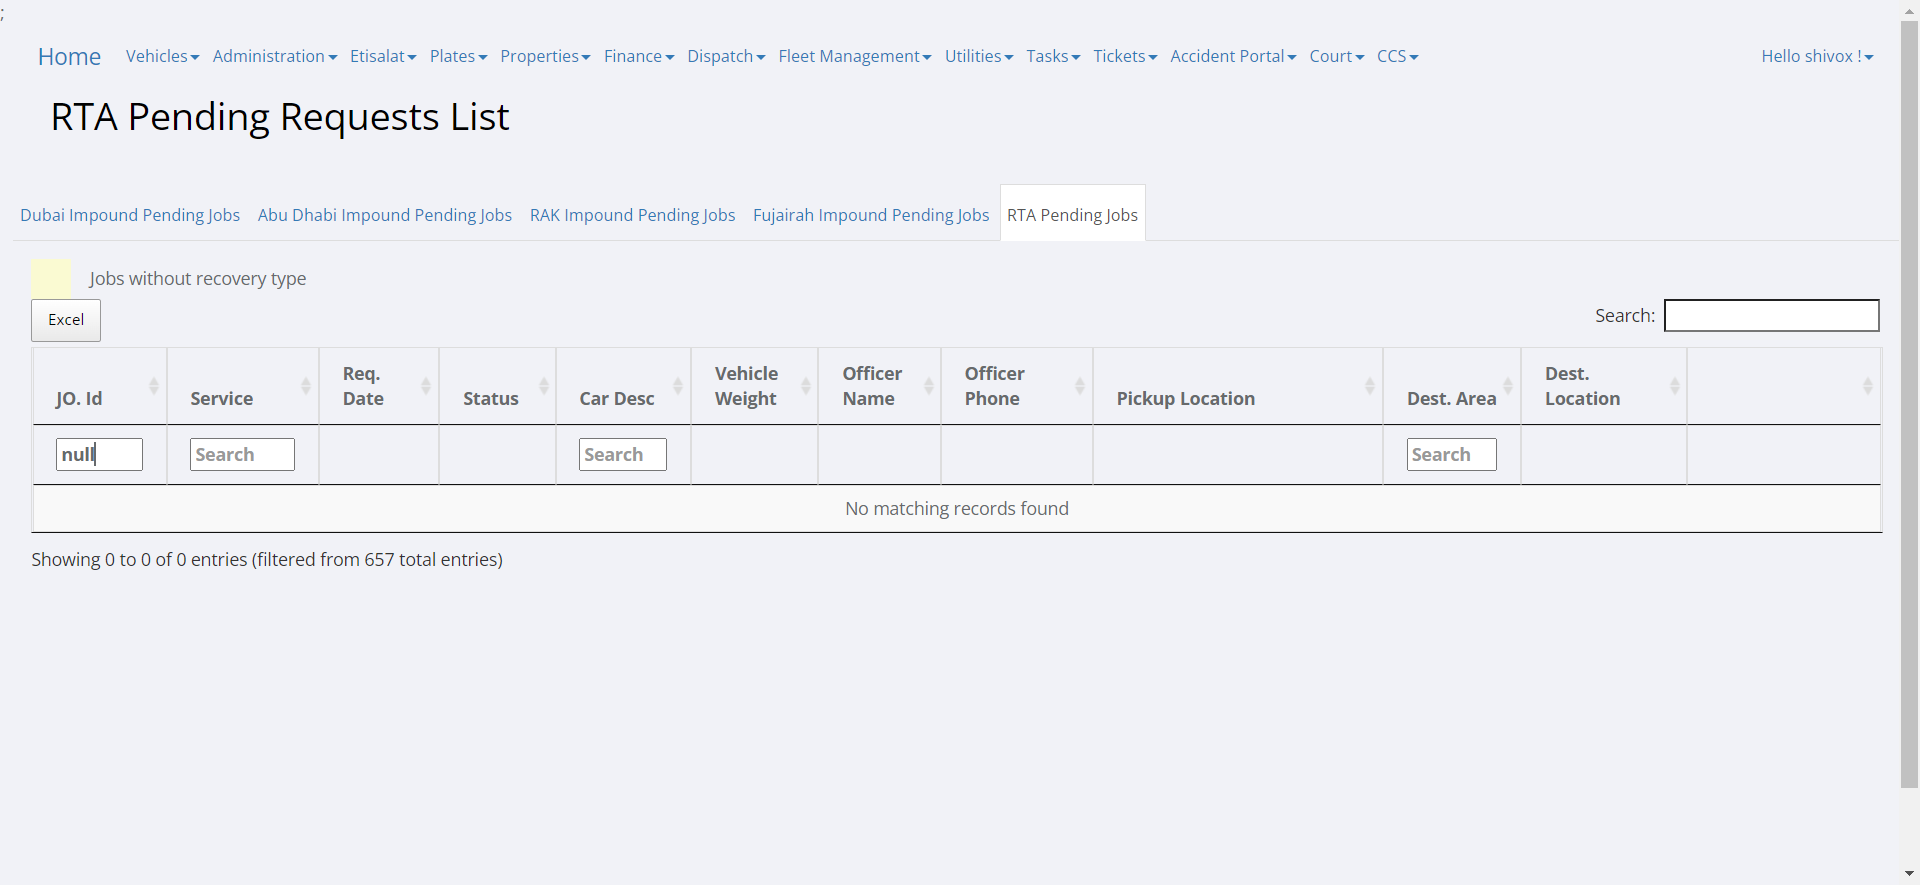 ;
Home Vehicles Administration Etisalat Plates Properties Finance Dispatch Fleet Management Utilities Tasks Tickets Accident Portal Court CCS Hello shivox !
RTA Pending Requests List
Dubai Impound Pending Jobs Abu Dhabi Impound Pending Jobs RAK Impound Pending Jobs Fujairah Impound Pending Jobs RTA Pending Jobs
Jobs without recovery type
Excel Search:
JO. Id Service Req. Date Status Car Desc Vehicle Weight Officer Name Officer Phone Pickup Location Dest. Area Dest. Location
null Search Search Search
No matching records found
Showing 0 to 0 of 0 entries (filtered from 657 total entries)